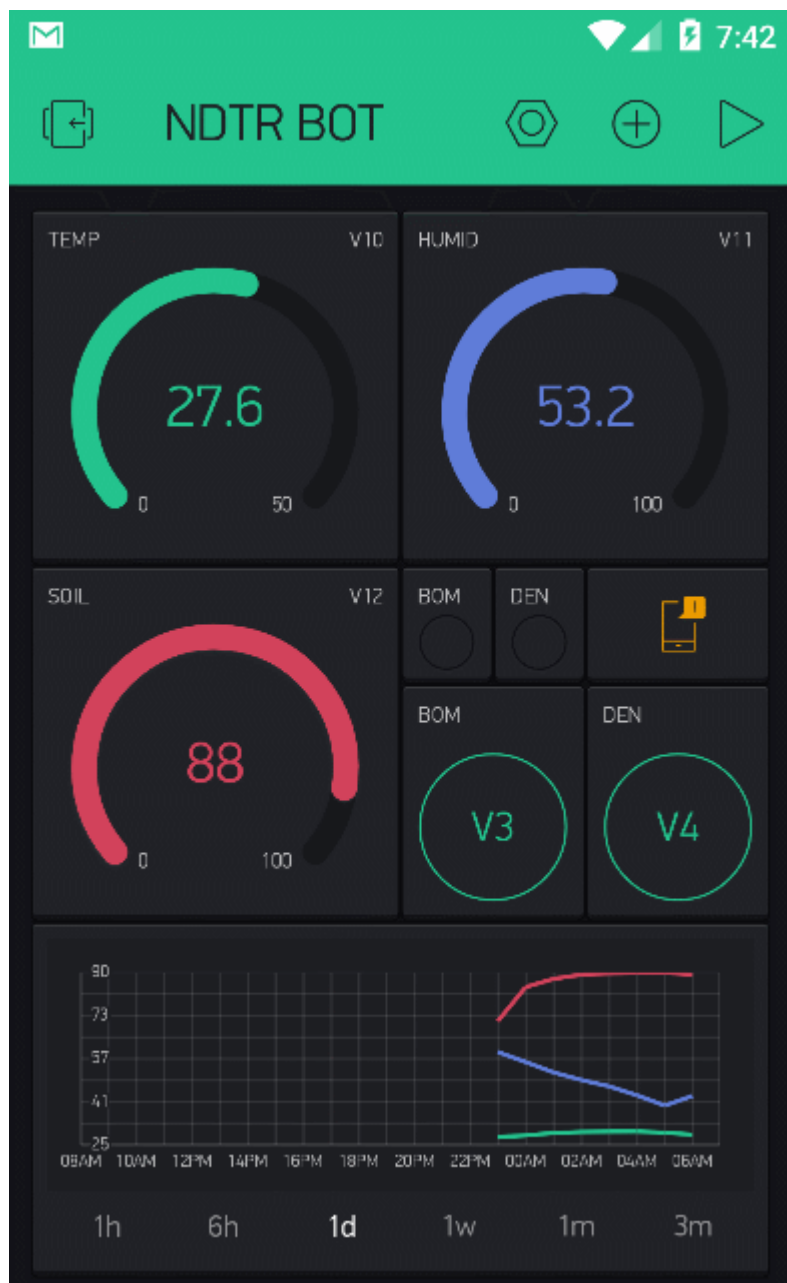 7:42
NDTR BOT
TEMP V10
27.6
0 50
HUMID V11
53.2
0 100
SOIL V12
88
0 100
BOM
DEN
BOM
V3
DEN
V4
90
73
57
41
25
08AM 10AM 12PM 14PM 16PM 18PM 20PM 22PM 00AM 02AM 04AM 06AM
1h 6h 1d 1w 1m 3m